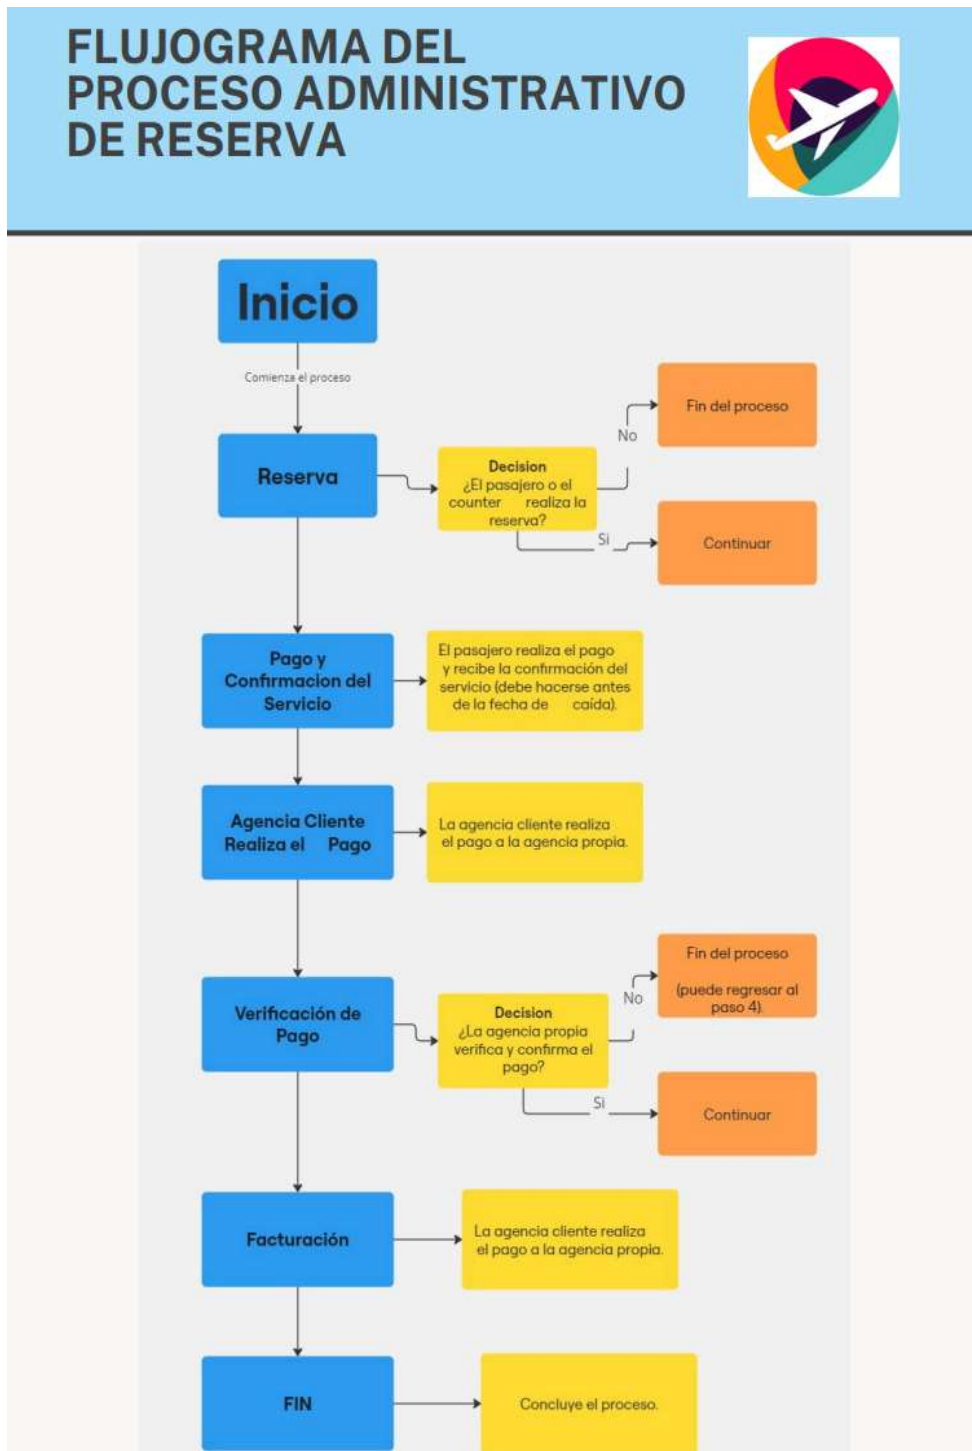 FLUJOGRAMA DEL
PROCESO ADMINISTRATIVO
DE RESERVA
Inicio
Comienza el proceso
Fin del proceso
No
Reserva
Decision
¿El pasajero o el
counter realiza la
reserva?
Si
Continuar
Pago y
Confirmacion del
Servicio
El pasajero realiza el pago
y recibe la confirmación del
servicio (debe hacerse antes
de la fecha de caída).
Agencia Cliente
Realiza el Pago
La agencia cliente realiza
el pago a la agencia propia.
Fin del proceso
(puede regresar al
paso 4).
No
Verificación de
Pago
Decision
¿La agencia propia
verifica y confirma el
pago?
Si
Continuar
Facturación
La agencia cliente realiza
el pago a la agencia propia.
FIN
Concluye el proceso.